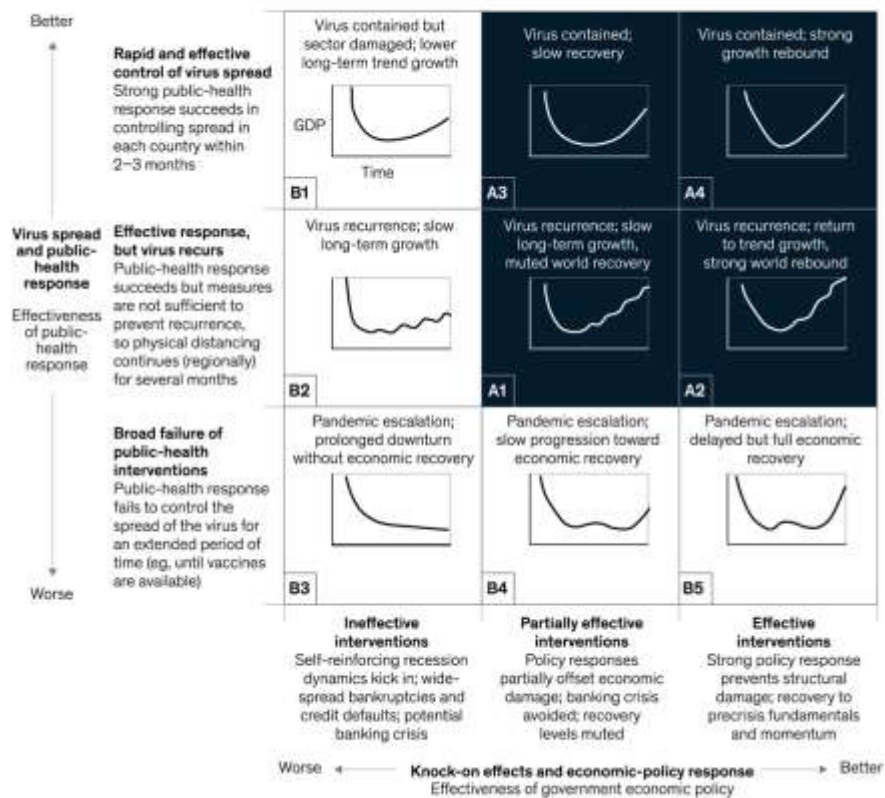 Better
Rapid and effective
control of virus spread
Strong public-health
response succeeds in
controlling spread in
each country within
2–3 months
Virus contained but
sector damaged; lower
long-term trend growth
GDP
Time
B1
Virus contained;
slow recovery
A3
Virus contained; strong
growth rebound
A4
Virus spread
and public-
health
response
Effectiveness
of public-
health
response
Effective response,
but virus recurs
Public-health response
succeeds but measures
are not sufficient to
prevent recurrence,
so physical distancing
continues (regionally)
for several months
Virus recurrence; slow
long-term growth
B2
Virus recurrence; slow
long-term growth,
muted world recovery
A1
Virus recurrence; return
to trend growth,
strong world rebound
A2
Broad failure of
public-health
interventions
Public-health response
fails to control the
spread of the virus for
an extended period of
time (eg, until vaccines
are available)
Worse
Pandemic escalation;
prolonged downturn
without economic recovery
B3
Pandemic escalation;
slow progression toward
economic recovery
B4
Pandemic escalation;
delayed but full economic
recovery
B5
Ineffective
interventions
Self-reinforcing recession
dynamics kick in; wide-
spread bankruptcies and
credit defaults; potential
banking crisis
Partially effective
interventions
Policy responses
partially offset economic
damage; banking crisis
avoided; recovery
levels muted
Effective
interventions
Strong policy response
prevents structural
damage; recovery to
precrisis fundamentals
and momentum
Worse
Knock-on effects and economic-policy response
Better
Effectiveness of government economic policy